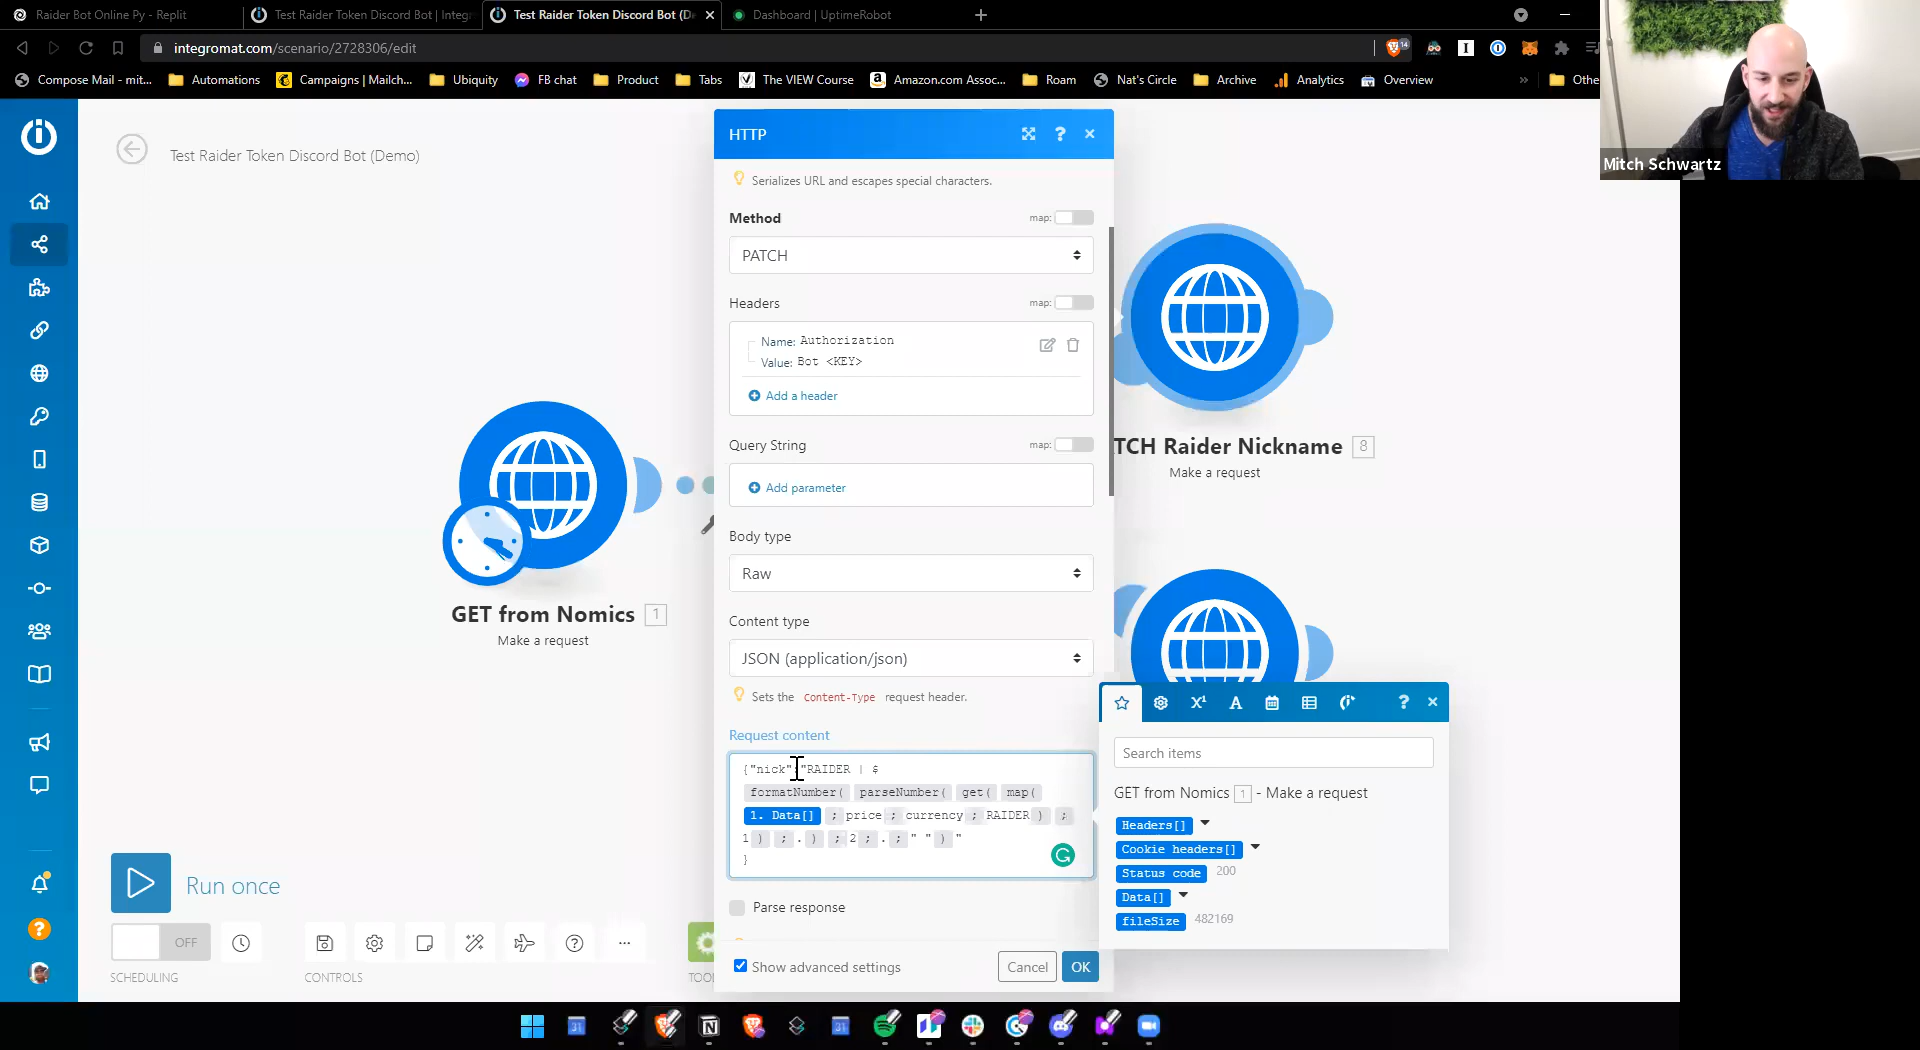 Raider Bot Online Py - Replit
Test Raider Token Discord Bot | Integ
Test Raider Token Discord Bot (D
Dashboard | UptimeRobot
integromat.com/scenario/2728306/edit
14
Compose Mail - mit...
Automations
Campaigns | Mailch...
Ubiquity
FB chat
Product
Tabs
The VIEW Course
Amazon.com Assoc...
Roam
Nat's Circle
Archive
Analytics
Overview
»
Othe
Mitch Schwartz
Test Raider Token Discord Bot (Demo)
HTTP
Serializes URL and escapes special characters.
Method
map:
PATCH
Headers
map:
Name: Authorization
Value: Bot <KEY>
Add a header
Query String
map:
Add parameter
Body type
Raw
Content type
JSON (application/json)
Sets the Content-Type request header.
Request content
{"nick":"RAIDER | $
formatNumber( parseNumber( get( map(
1. Data[] ; price ; currency ; RAIDER ) ;
1 ) ; . ) ; 2 ; . ; " " ) "
}
Parse response
Show advanced settings
Cancel
OK
GET from Nomics 1
Make a request
TCH Raider Nickname 8
Make a request
Search items
GET from Nomics 1 - Make a request
Headers[]
Cookie headers[]
Status code 200
Data[]
fileSize 482169
Run once
OFF
SCHEDULING
CONTROLS
TOO
31
31